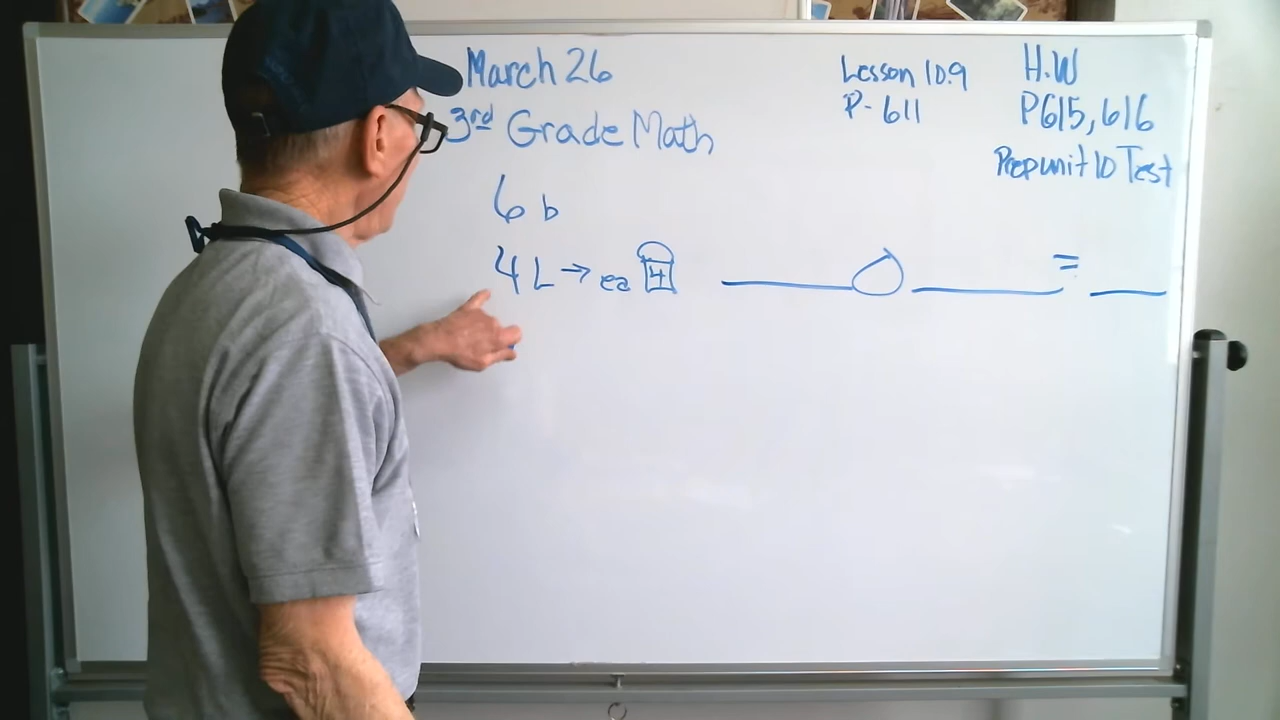 March 26
3rd Grade Math
Lesson 10.9
P- 611
H.W
P615, 616
Prep unit 10 Test
6 b
4 L → ea 4
=